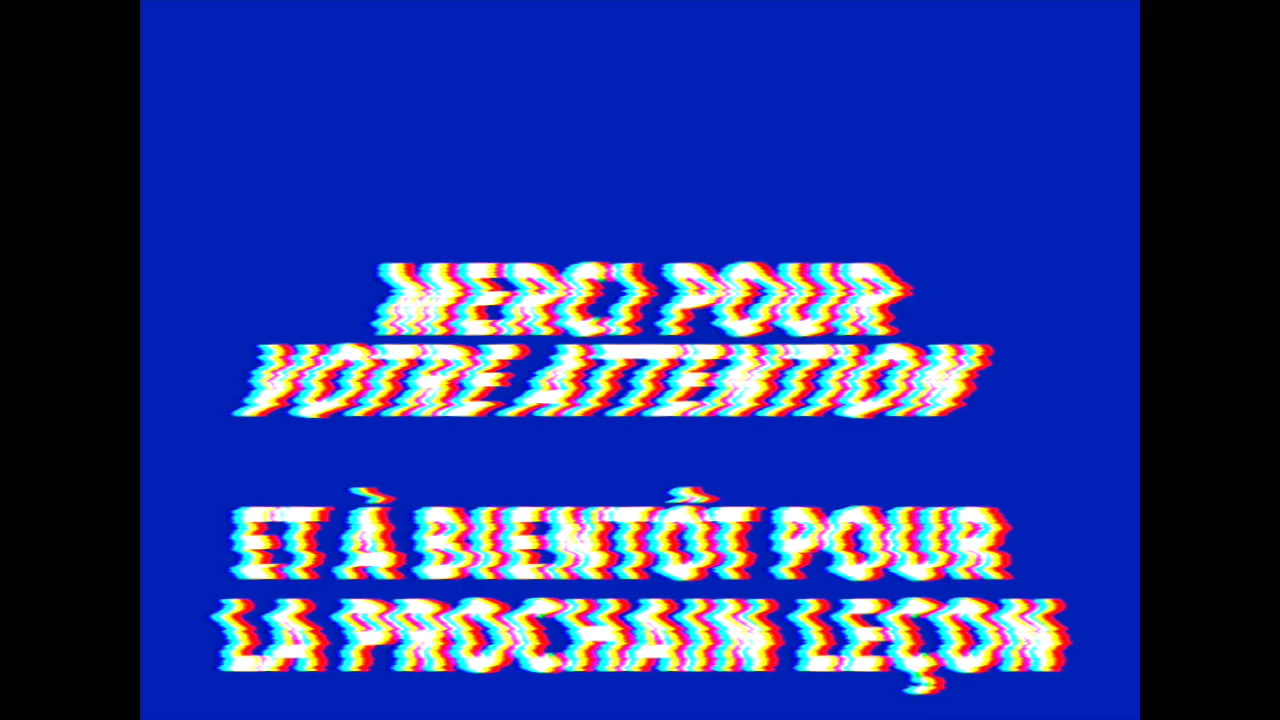 MERCI POUR
VOTRE ATTENTION
ET À BIENTÔT POUR
LA PROCHAIN LEÇON